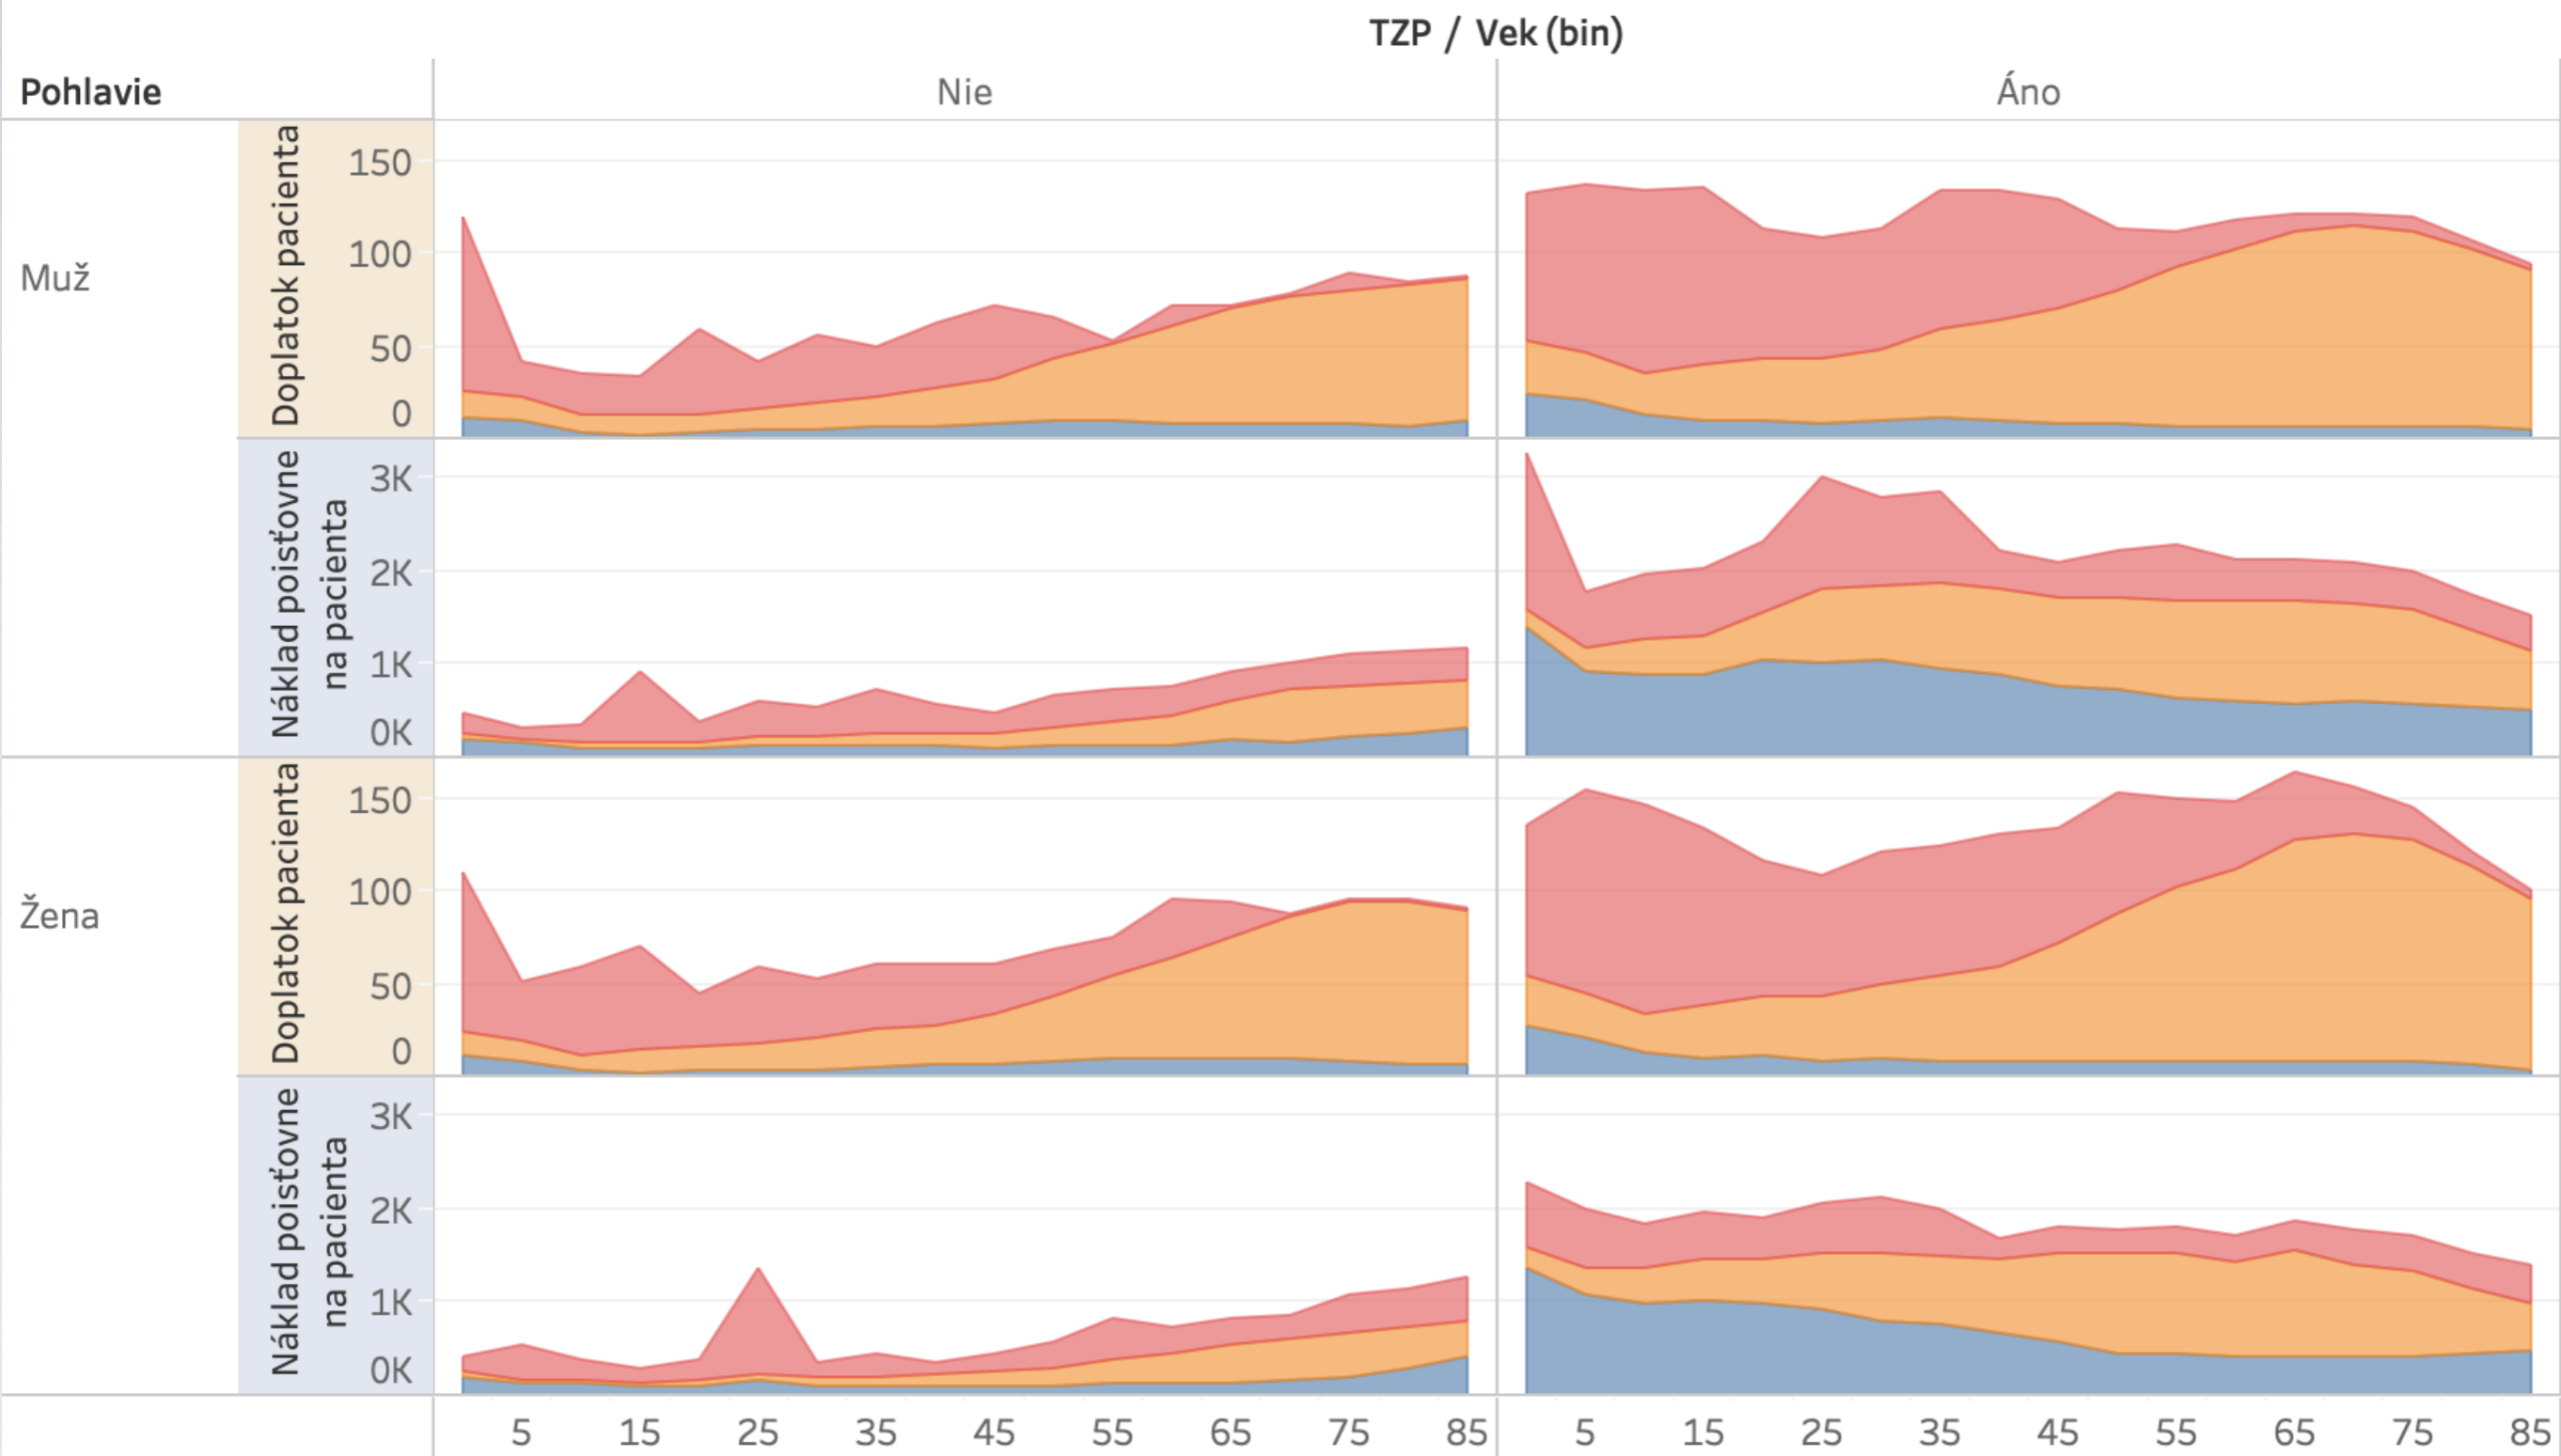 TZP / Vek (bin)
Pohlavie
Nie
Áno
Muž
Doplatok pacienta
150
100
50
0
Náklad poisťovne
na pacienta
3K
2K
1K
0K
Žena
Doplatok pacienta
150
100
50
0
Náklad poisťovne
na pacienta
3K
2K
1K
0K
5 15 25 35 45 55 65 75 85 5 15 25 35 45 55 65 75 85